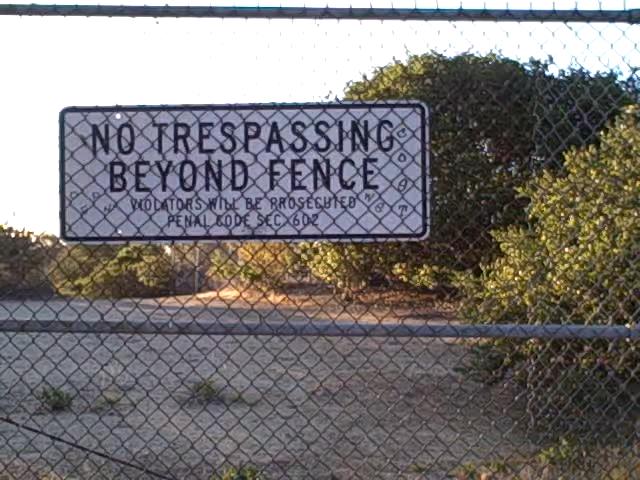 NO TRESPASSING
BEYOND FENCE
VIOLATORS WILL BE PROSECUTED
PENAL CODE SEC. 602